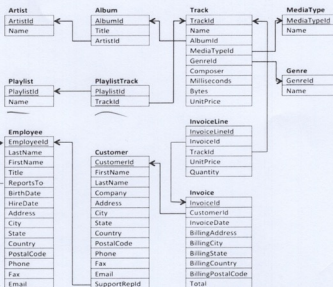 Artist
ArtistId
Name
Album
AlbumId
Title
ArtistId
Track
TrackId
Name
AlbumId
MediaTypeId
GenreId
Composer
Milliseconds
Bytes
UnitPrice
MediaType
MediaTypeId
Name
Genre
GenreId
Name
Playlist
PlaylistId
Name
PlaylistTrack
PlaylistId
TrackId
Employee
EmployeeId
LastName
FirstName
Title
ReportsTo
BirthDate
HireDate
Address
City
State
Country
PostalCode
Phone
Fax
Email
Customer
CustomerId
FirstName
LastName
Company
Address
City
State
Country
PostalCode
Phone
Fax
Email
SupportRepId
InvoiceLine
InvoiceLineId
InvoiceId
TrackId
UnitPrice
Quantity
Invoice
InvoiceId
CustomerId
InvoiceDate
BillingAddress
BillingCity
BillingState
BillingCountry
BillingPostalCode
Total